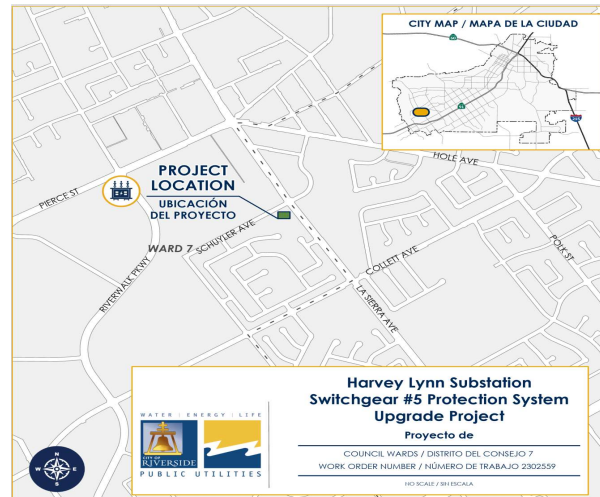 CITY MAP / MAPA DE LA CIUDAD
HOLE AVE
PROJECT
LOCATION
UBICACIÓN
DEL PROYECTO
PIERCE ST
WARD 7
SCHUYLER AVE
RIVERWALK PKWY
COLLETT AVE
POLK ST
LA SIERRA AVE
Harvey Lynn Substation
Switchgear #5 Protection System
Upgrade Project
Proyecto de
COUNCIL WARDS / DISTRITO DEL CONSEJO 7
WORK ORDER NUMBER / NÚMERO DE TRABAJO 2302559
NO SCALE / SIN ESCALA
WATER | ENERGY | LIFE
CITY OF
RIVERSIDE
PUBLIC UTILITIES
N
W E
S